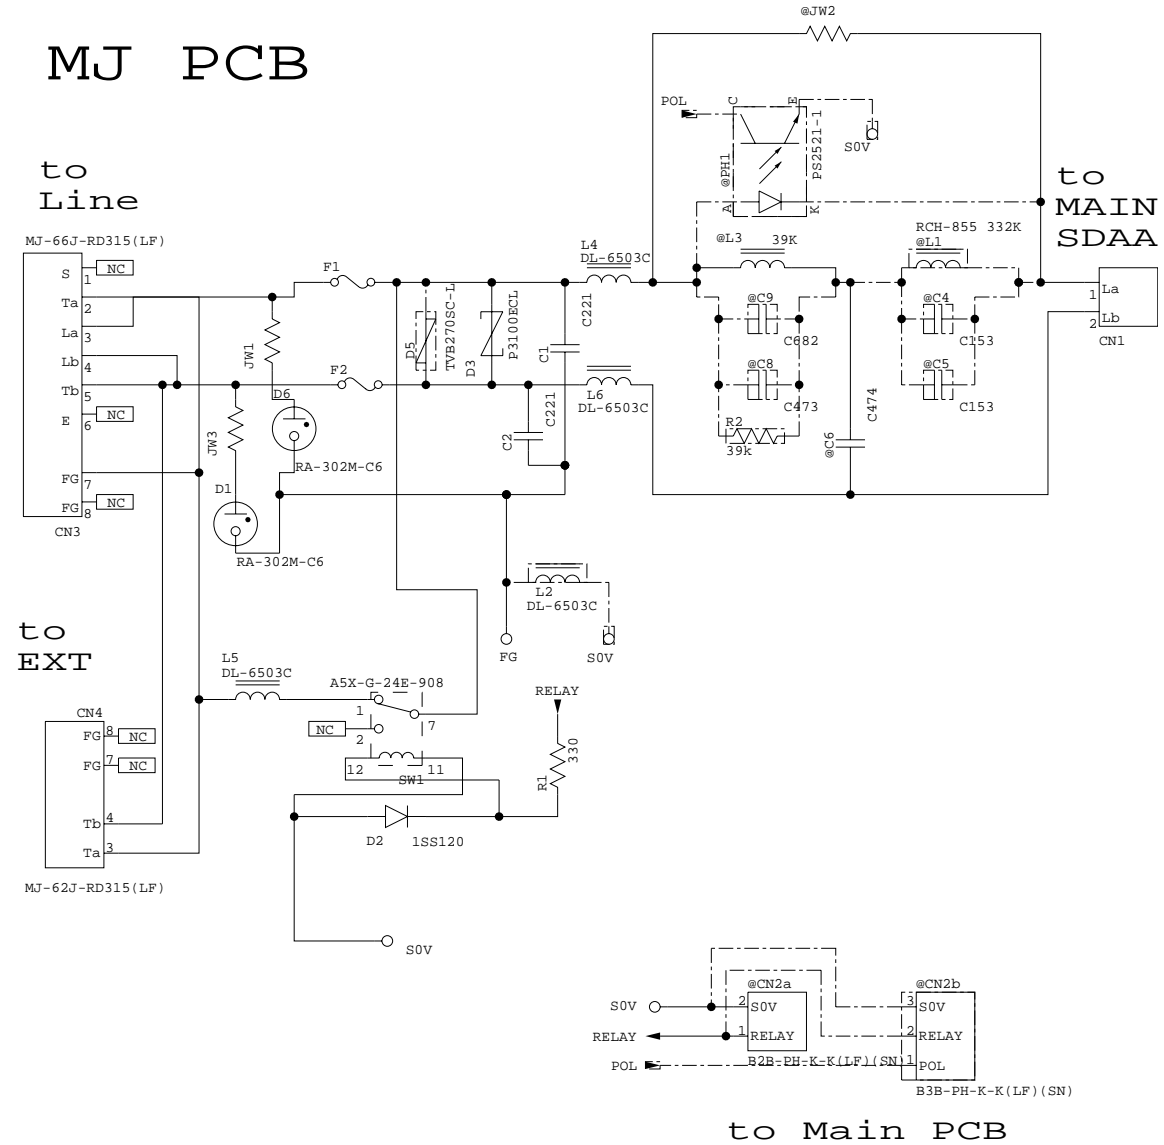 MJ PCB
@JW2
POL
C
E
S0V
@PH1
PS2521-1
A
K
to
Line
to
MAIN
SDAA
MJ-66J-RD315(LF)
S
1
NC
Ta
2
La
3
Lb
4
Tb
5
E
6
NC
FG
7
FG
8
NC
CN3
F1
F2
JW1
JW3
D6
RA-302M-C6
D1
RA-302M-C6
D5
TVB270SC-L
D3
P3100ECL
C1
C221
C2
C221
L4
DL-6503C
L6
DL-6503C
@L3
39K
@C9
C682
@C8
C473
R2
39k
@C6
C474
RCH-855 332K
@L1
@C4
C153
@C5
C153
La
1
Lb
2
CN1
L2
DL-6503C
FG
S0V
to
EXT
L5
DL-6503C
A5X-G-24E-908
1
7
NC
2
12
11
SW1
RELAY
R1
330
D2
1SS120
CN4
FG
8
NC
FG
7
NC
Tb
4
Ta
3
MJ-62J-RD315(LF)
S0V
@CN2a
@CN2b
S0V
2
S0V
3
S0V
RELAY
1
RELAY
2
RELAY
POL
B2B-PH-K-K(LF)(SN)
1
POL
B3B-PH-K-K(LF)(SN)
to Main PCB